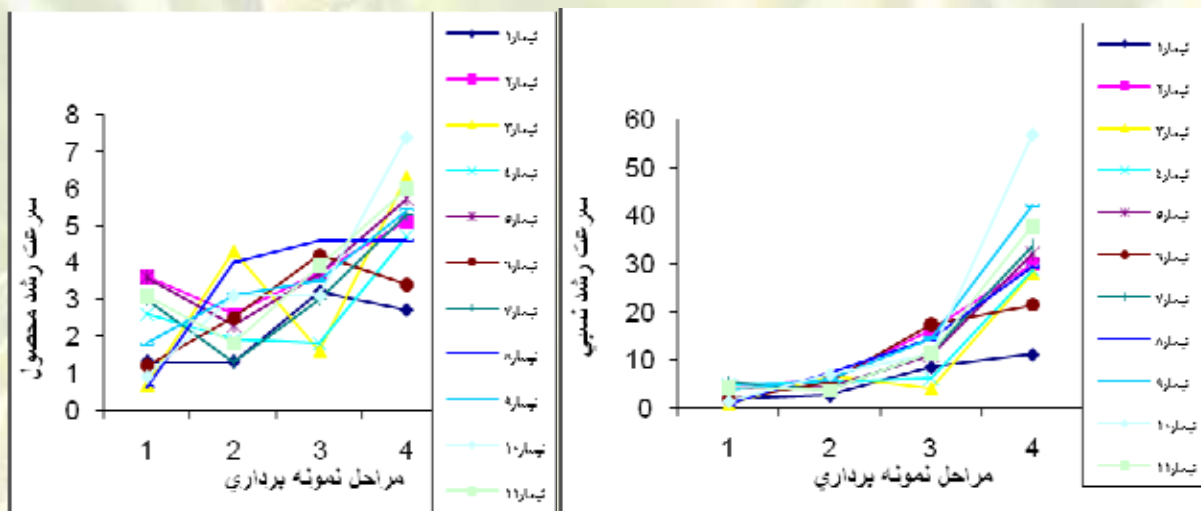 سرعت رشد محصول
8
7
6
5
4
3
2
1
0
1 2 3 4
مراحل نمونه برداري
تیمار۱
تیمار۲
تیمار۳
تیمار٤
تیمار۵
تیمار۶
تیمار۷
تیمار۸
تیمار۹
تیمار۱۰
تیمار۱۱
سرعت رشد نسبي
60
50
40
30
20
10
0
1 2 3 4
مراحل نمونه برداري
تیمار۱
تیمار۲
تیمار۳
تیمار٤
تیمار۵
تیمار۶
تیمار۷
تیمار۸
تیمار۹
تیمار۱۰
تیمار۱۱